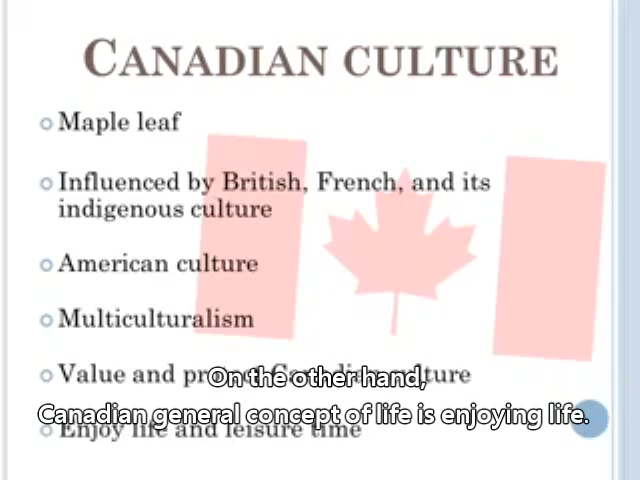 CANADIAN CULTURE
Maple leaf
Influenced by British, French, and its
indigenous culture
American culture
Multiculturalism
Value and culture
On the other hand,
Canadian general concept of life is enjoying life.
Enjoy life and leisure time